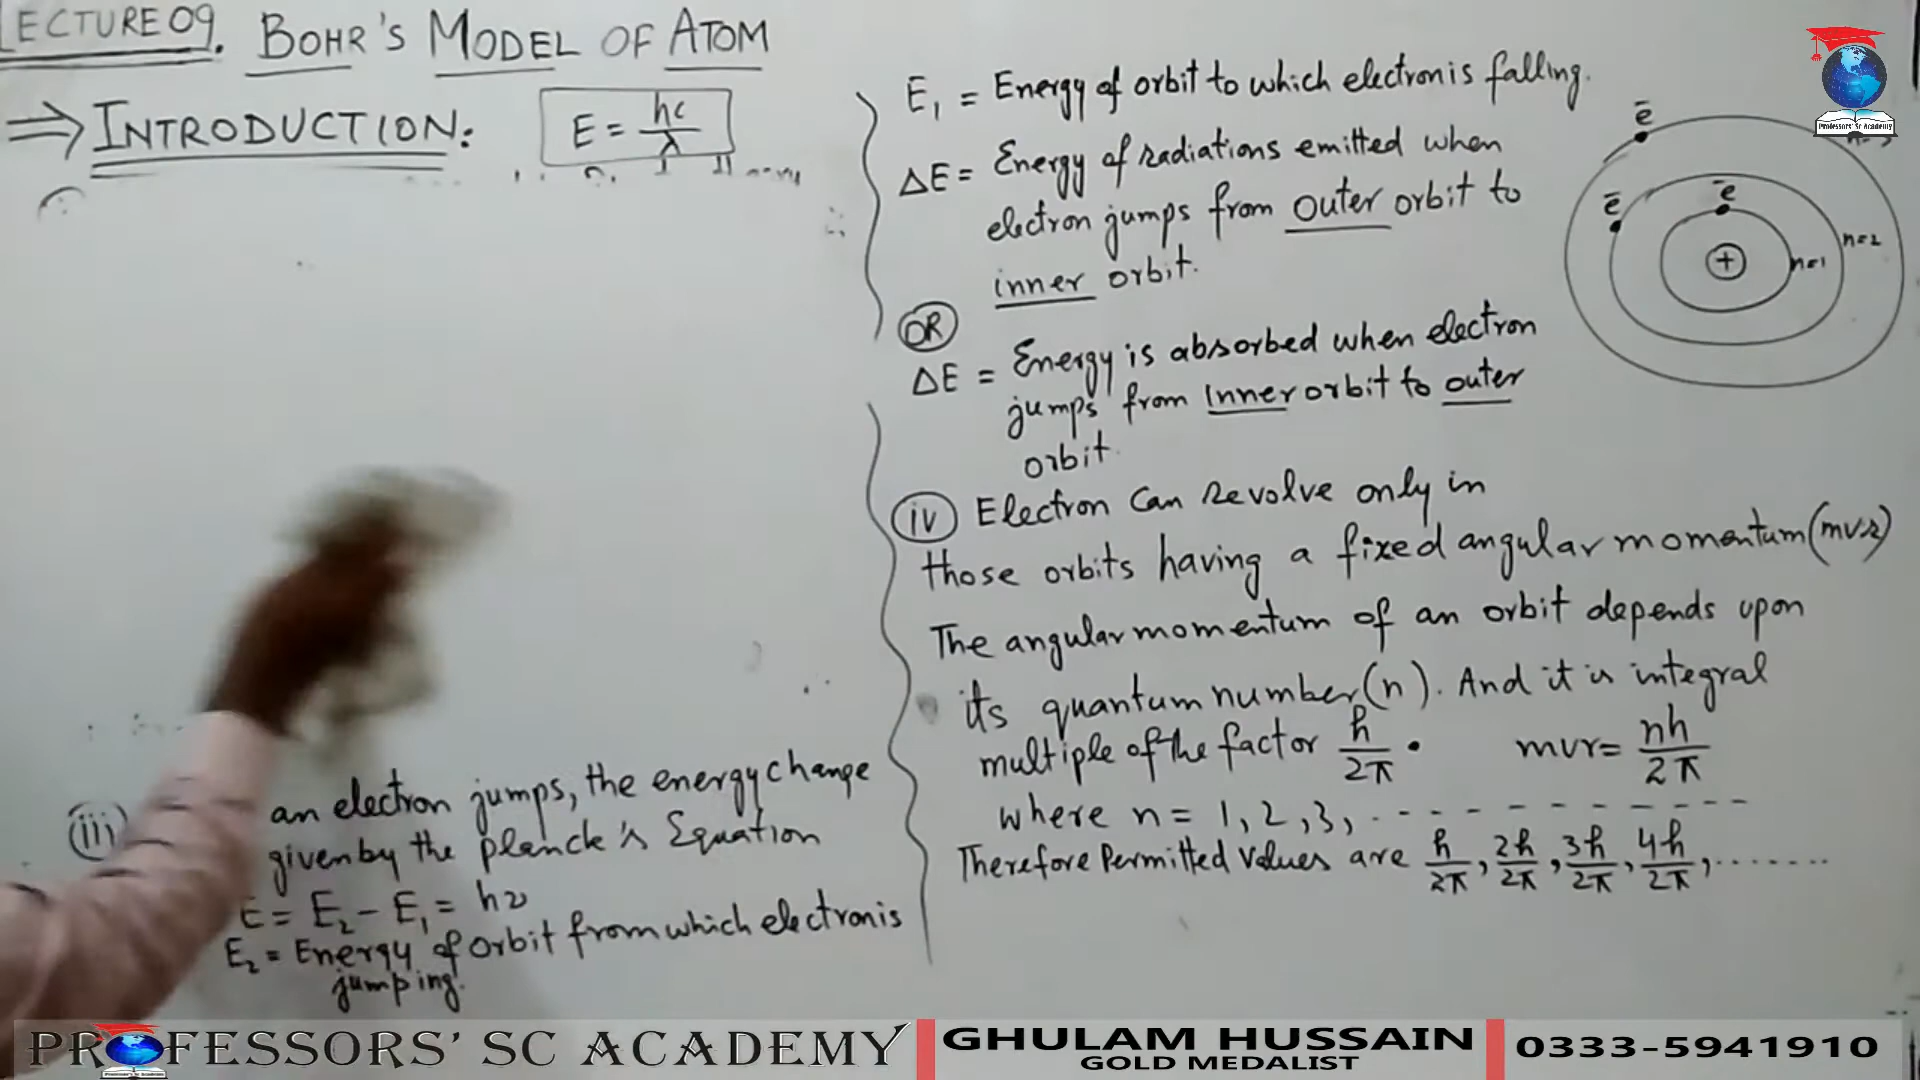 LECTURE 09. BOHR'S MODEL OF ATOM
⇒ INTRODUCTION: E = hc/λ
(iii) an electron jumps, the energy change
given by the planck's Equation
E = E₂ - E₁ = hν
E₂ = Energy of orbit from which electron is
jumping.
E₁ = Energy of orbit to which electron is falling.
ΔE = Energy of radiations emitted when
electron jumps from outer orbit to
inner orbit.
OR
ΔE = Energy is absorbed when electron
jumps from inner orbit to outer
orbit.
(iv) Electron can revolve only in
those orbits having a fixed angular momentum (mvr)
The angular momentum of an orbit depends upon
its quantum number (n). And it is integral
multiple of the factor h/2π. mvr = nh/2π
where n = 1, 2, 3, ------------
Therefore Permitted Values are h/2π, 2h/2π, 3h/2π, 4h/2π, .......
ē
ē
ē
+
n=1
n=2
n=3
Professors' Sc Academy
PROFESSORS' SC ACADEMY
GHULAM HUSSAIN
GOLD MEDALIST
0333-5941910